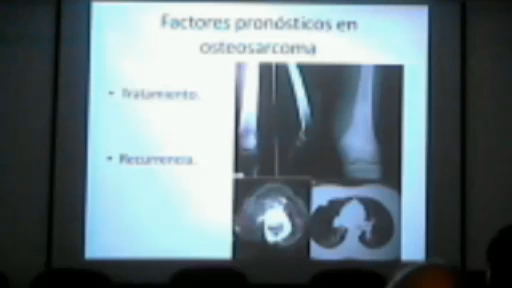 Factores pronósticos en
osteosarcoma
• Tratamiento.
• Recurrencia.